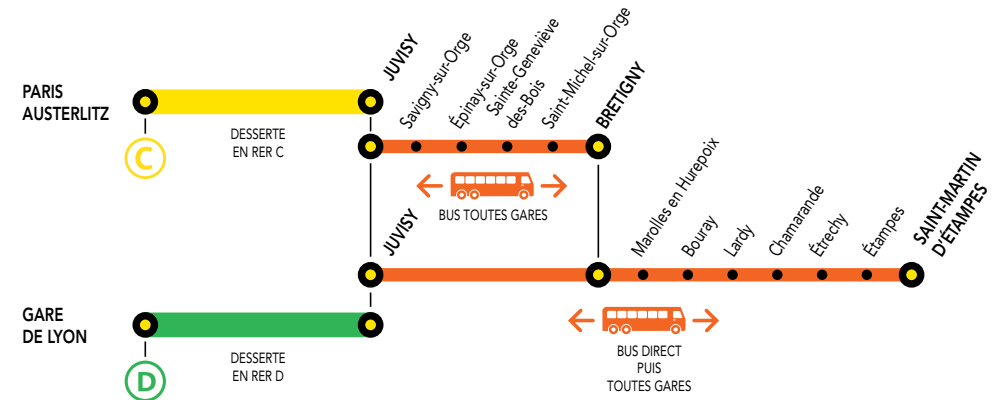 PARIS
AUSTERLITZ
C
DESSERTE
EN RER C
JUVISY
Savigny-sur-Orge
Épinay-sur-Orge
Sainte-Geneviève
des-Bois
Saint-Michel-sur-Orge
BRETIGNY
BUS TOUTES GARES
JUVISY
Marolles en Hurepoix
Bouray
Lardy
Chamarande
Étrechy
Étampes
SAINT-MARTIN
D'ÉTAMPES
GARE
DE LYON
D
DESSERTE
EN RER D
BUS DIRECT
PUIS
TOUTES GARES